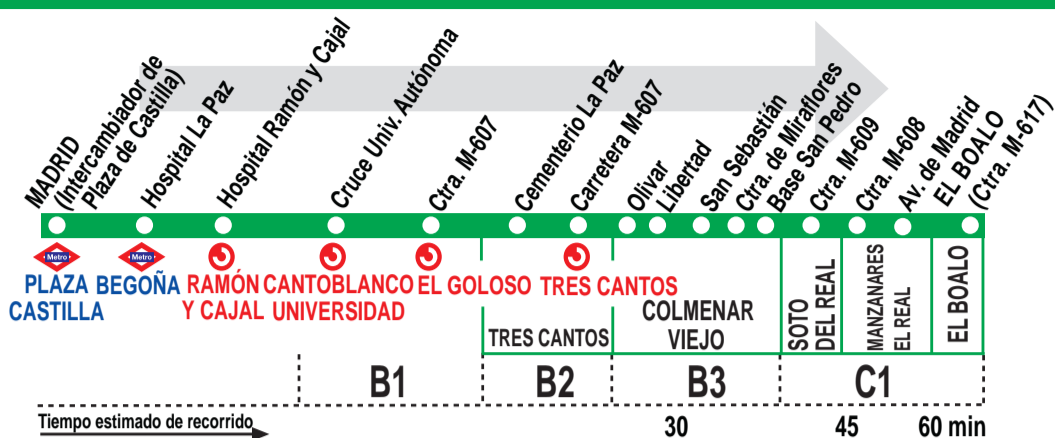 MADRID
(Intercambiador de
Plaza de Castilla)
Hospital La Paz
Hospital Ramón y Cajal
Cruce Univ. Autónoma
Ctra. M-607
Cementerio La Paz
Carretera M-607
Olivar
Libertad
San Sebastián
Ctra. de Miraflores
Base San Pedro
Ctra. M-609
Ctra. M-608
Av. de Madrid
EL BOALO
(Ctra. M-617)
Metro
Metro
PLAZA
CASTILLA
BEGOÑA
RAMÓN
Y CAJAL
CANTOBLANCO
UNIVERSIDAD
EL GOLOSO
TRES CANTOS
TRES CANTOS
COLMENAR
VIEJO
SOTO
DEL REAL
MANZANARES
EL REAL
EL BOALO
B1
B2
B3
C1
Tiempo estimado de recorrido
30
45
60 min